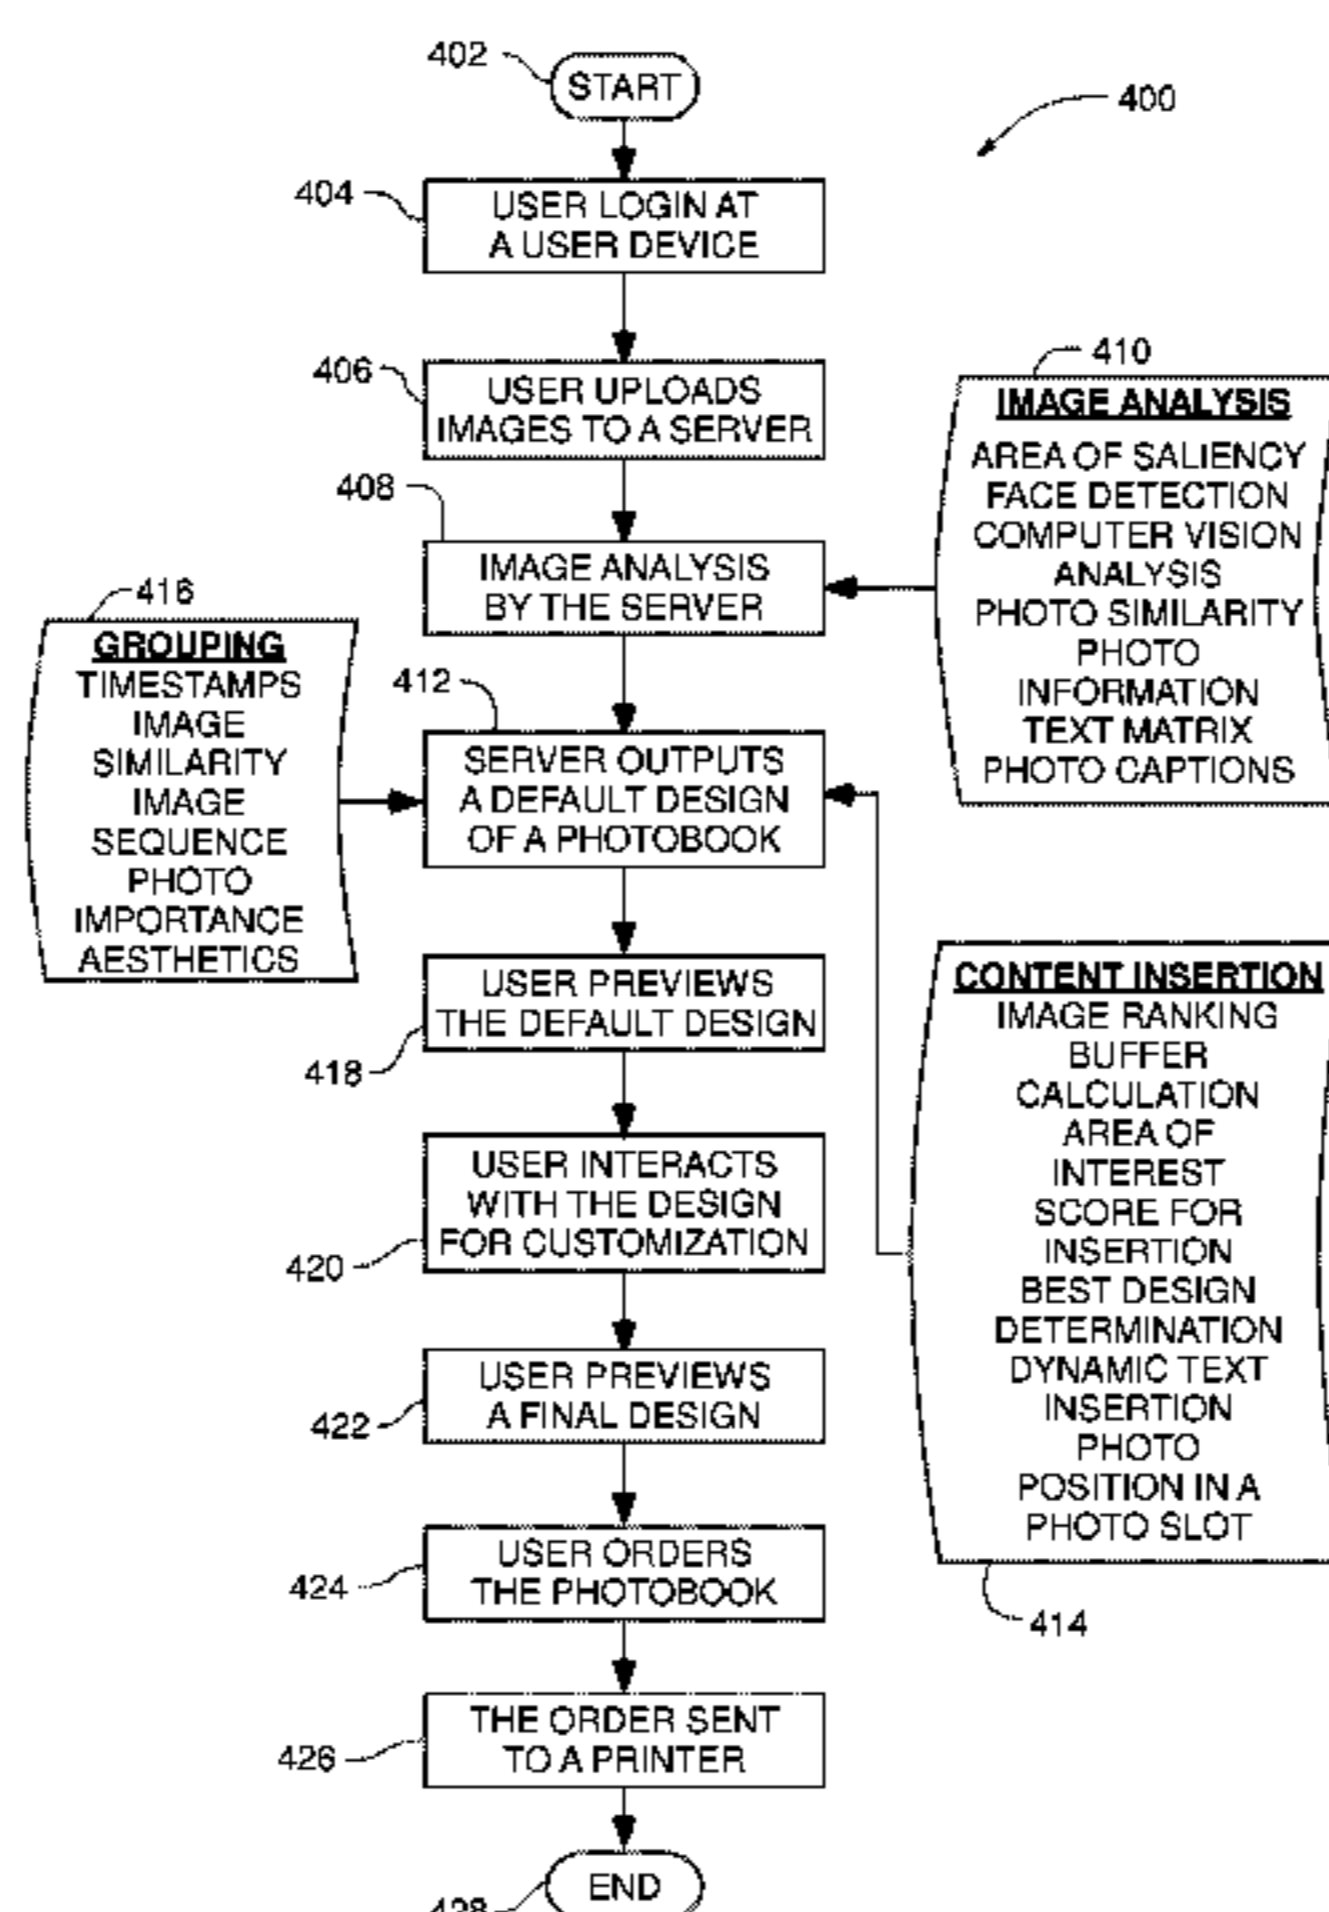 402
START
400
404
USER LOGIN AT
A USER DEVICE
406
USER UPLOADS
IMAGES TO A SERVER
408
IMAGE ANALYSIS
BY THE SERVER
410
IMAGE ANALYSIS
AREA OF SALIENCY
FACE DETECTION
COMPUTER VISION
ANALYSIS
PHOTO SIMILARITY
PHOTO
INFORMATION
TEXT MATRIX
PHOTO CAPTIONS
416
GROUPING
TIMESTAMPS
IMAGE
SIMILARITY
IMAGE
SEQUENCE
PHOTO
IMPORTANCE
AESTHETICS
412
SERVER OUTPUTS
A DEFAULT DESIGN
OF A PHOTOBOOK
CONTENT INSERTION
IMAGE RANKING
BUFFER
CALCULATION
AREA OF
INTEREST
SCORE FOR
INSERTION
BEST DESIGN
DETERMINATION
DYNAMIC TEXT
INSERTION
PHOTO
POSITION IN A
PHOTO SLOT
414
USER PREVIEWS
THE DEFAULT DESIGN
418
USER INTERACTS
WITH THE DESIGN
FOR CUSTOMIZATION
420
USER PREVIEWS
A FINAL DESIGN
422
USER ORDERS
THE PHOTOBOOK
424
THE ORDER SENT
TO A PRINTER
426
END
428